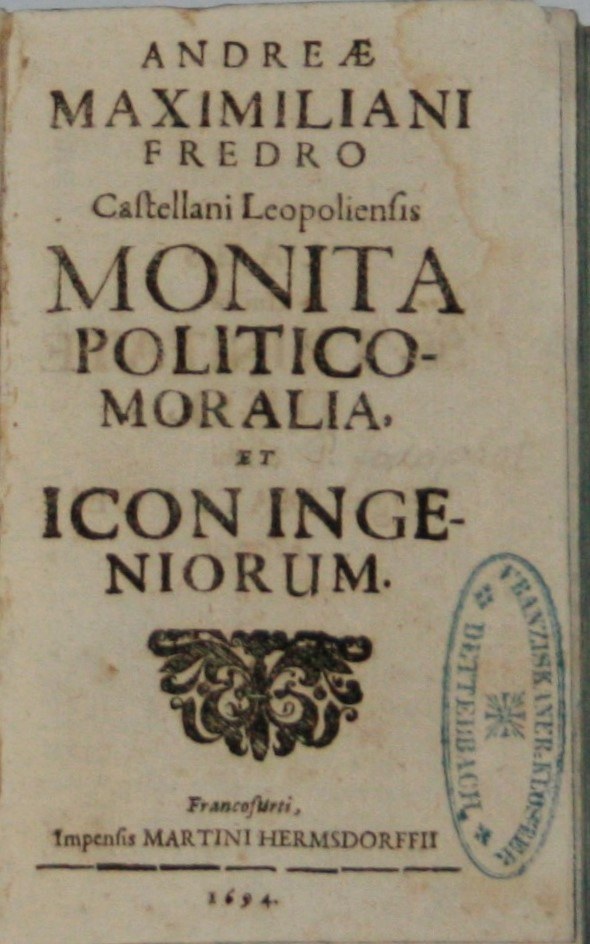 ANDREÆ
MAXIMILIANI
FREDRO
Caſtellani Leopolienſis
MONITA
POLITICO-
MORALIA,
ET
ICON INGE-
NIORUM.
Francofurti,
Impenſis MARTINI HERMSDORFFII
1694.
FRANZISKANER-KLOSTER
DETTELBACH